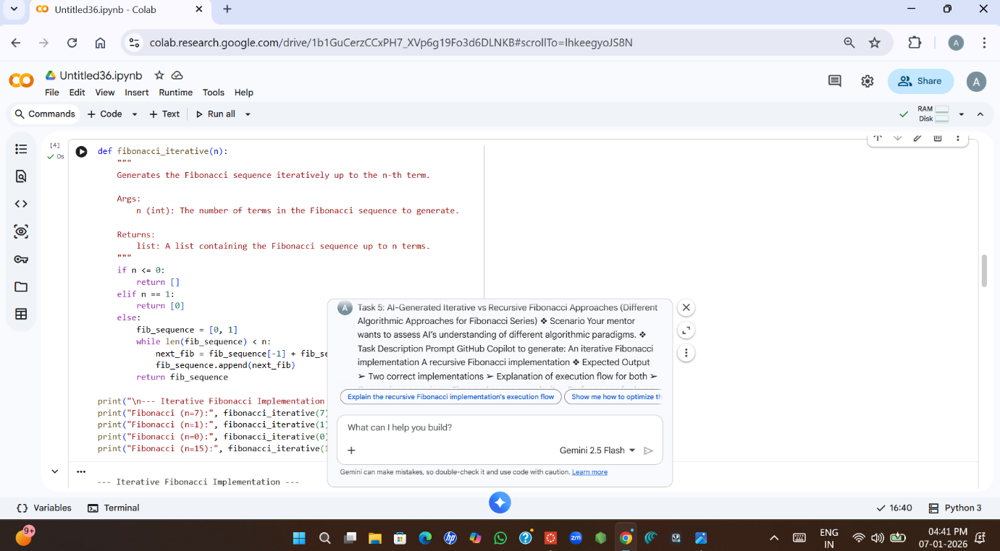 Untitled36.ipynb - Colab
colab.research.google.com/drive/1b1GuCerzCCxPH7_XVp6g19Fo3d6DLNKB#scrollTo=lhkeegyoJS8N
A
Untitled36.ipynb
File Edit View Insert Runtime Tools Help
Share
A
Commands + Code + Text Run all
RAM
Disk
[4]
0s
def fibonacci_iterative(n):
"""
Generates the Fibonacci sequence iteratively up to the n-th term.
Args:
n (int): The number of terms in the Fibonacci sequence to generate.
Returns:
list: A list containing the Fibonacci sequence up to n terms.
"""
if n <= 0:
return []
elif n == 1:
return [0]
else:
fib_sequence = [0, 1]
while len(fib_sequence) < n:
next_fib = fib_sequence[-1] + fib_se
fib_sequence.append(next_fib)
return fib_sequence
print("\n--- Iterative Fibonacci Implementation
print("Fibonacci (n=7):", fibonacci_iterative(7)
print("Fibonacci (n=1):", fibonacci_iterative(1)
print("Fibonacci (n=0):", fibonacci_iterative(0)
print("Fibonacci (n=15):", fibonacci_iterative(1
--- Iterative Fibonacci Implementation ---
A
Task 5: AI-Generated Iterative vs Recursive Fibonacci Approaches (Different
Algorithmic Approaches for Fibonacci Series) ❖ Scenario Your mentor
wants to assess AI's understanding of different algorithmic paradigms. ❖
Task Description Prompt GitHub Copilot to generate: An iterative Fibonacci
implementation A recursive Fibonacci implementation ❖ Expected Output
➢ Two correct implementations ➢ Explanation of execution flow for both ➢
Explain the recursive Fibonacci implementation's execution flow
Show me how to optimize th
What can I help you build?
+
Gemini 2.5 Flash
Gemini can make mistakes, so double-check it and use code with caution. Learn more
{} Variables Terminal
16:40 Python 3
9+
hp
zm
ENG
IN
04:41 PM
07-01-2026